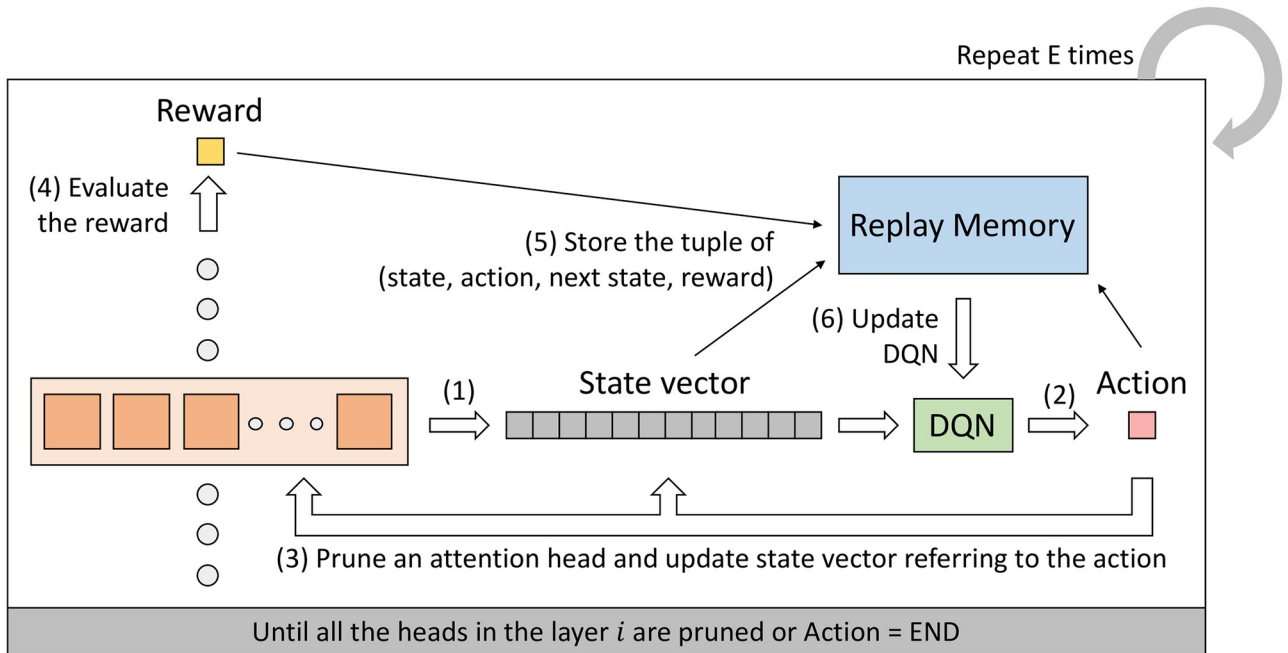 Repeat E times
Reward
(4) Evaluate
the reward
Replay Memory
(5) Store the tuple of
(state, action, next state, reward)
(6) Update
DQN
(1)
State vector
(2)
Action
DQN
(3) Prune an attention head and update state vector referring to the action
Until all the heads in the layer i are pruned or Action = END